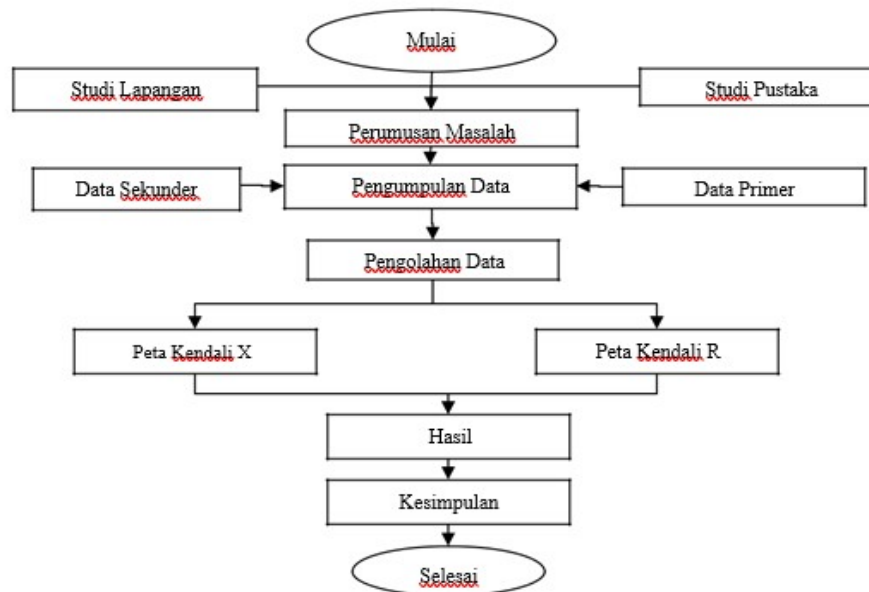 Mulai
Studi Lapangan
Studi Pustaka
Perumusan Masalah
Data Sekunder
Pengumpulan Data
Data Primer
Pengolahan Data
Peta Kendali X
Peta Kendali R
Hasil
Kesimpulan
Selesai